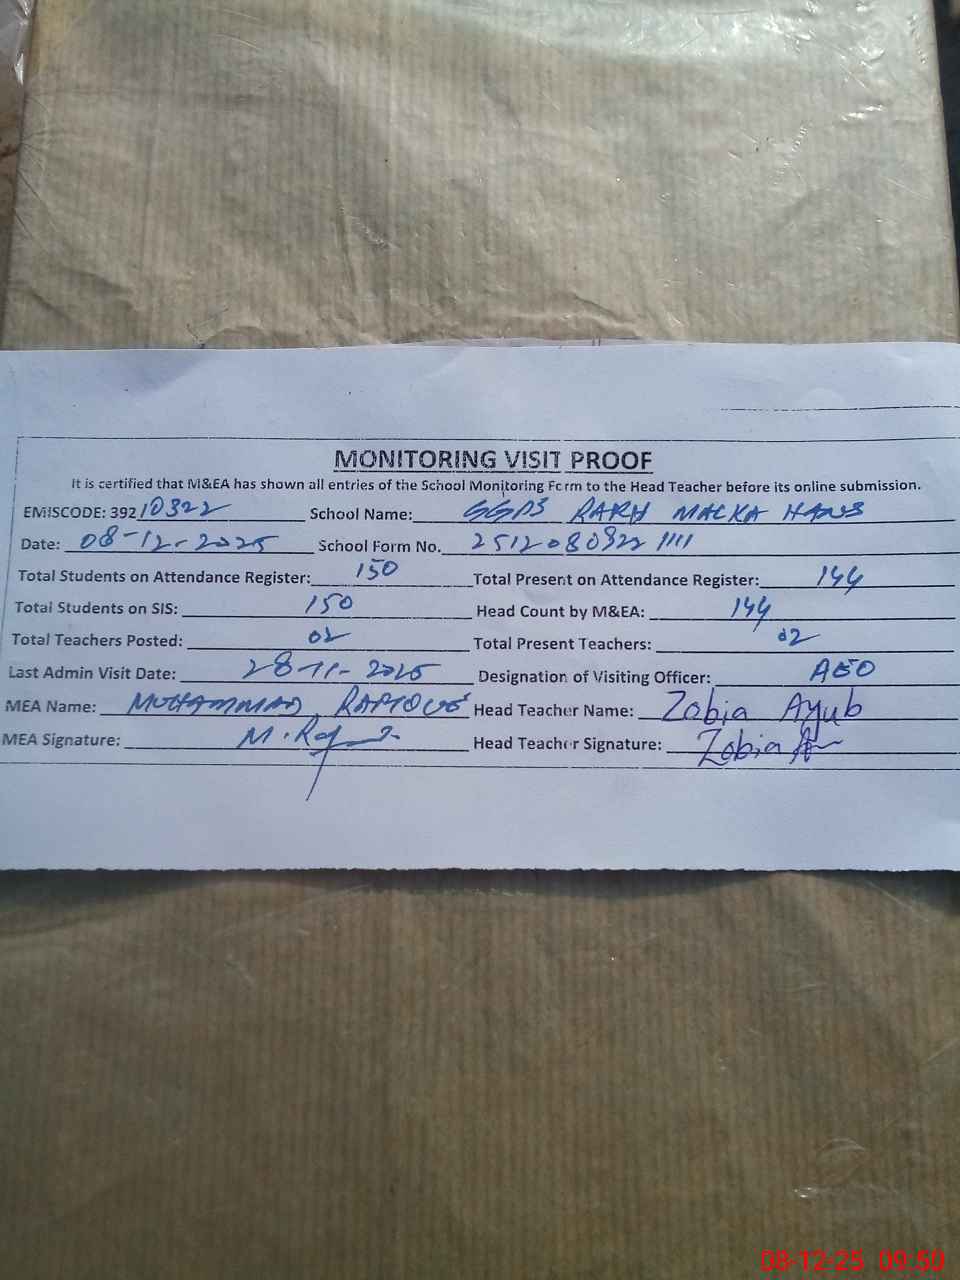 MONITORING VISIT PROOF
It is certified that M&EA has shown all entries of the School Monitoring Form to the Head Teacher before its online submission.
EMISCODE: 39210322 School Name: GGPS RAKH MALKA HANS
Date: 08-12-2025 School Form No. 2512080922 1111
Total Students on Attendance Register: 150 Total Present on Attendance Register: 144
Total Students on SIS: 150 Head Count by M&EA: 144
Total Teachers Posted: 02 Total Present Teachers: 02
Last Admin Visit Date: 28-11-2025 Designation of Visiting Officer: AEO
MEA Name: MUHAMMAD RAFIQUE Head Teacher Name: Zobia Ayub
MEA Signature: Head Teacher Signature: Zobia
08-12-25 09:50